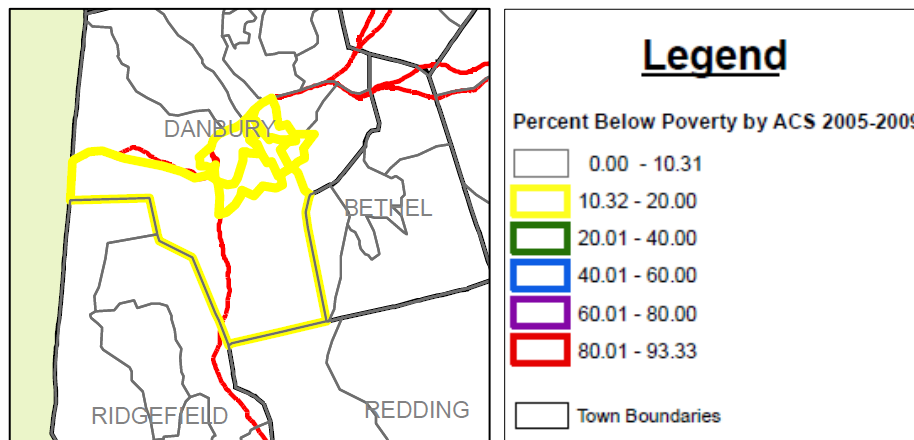 DANBURY
BETHEL
RIDGEFIELD
REDDING
Legend
Percent Below Poverty by ACS 2005-2009
0.00 - 10.31
10.32 - 20.00
20.01 - 40.00
40.01 - 60.00
60.01 - 80.00
80.01 - 93.33
Town Boundaries